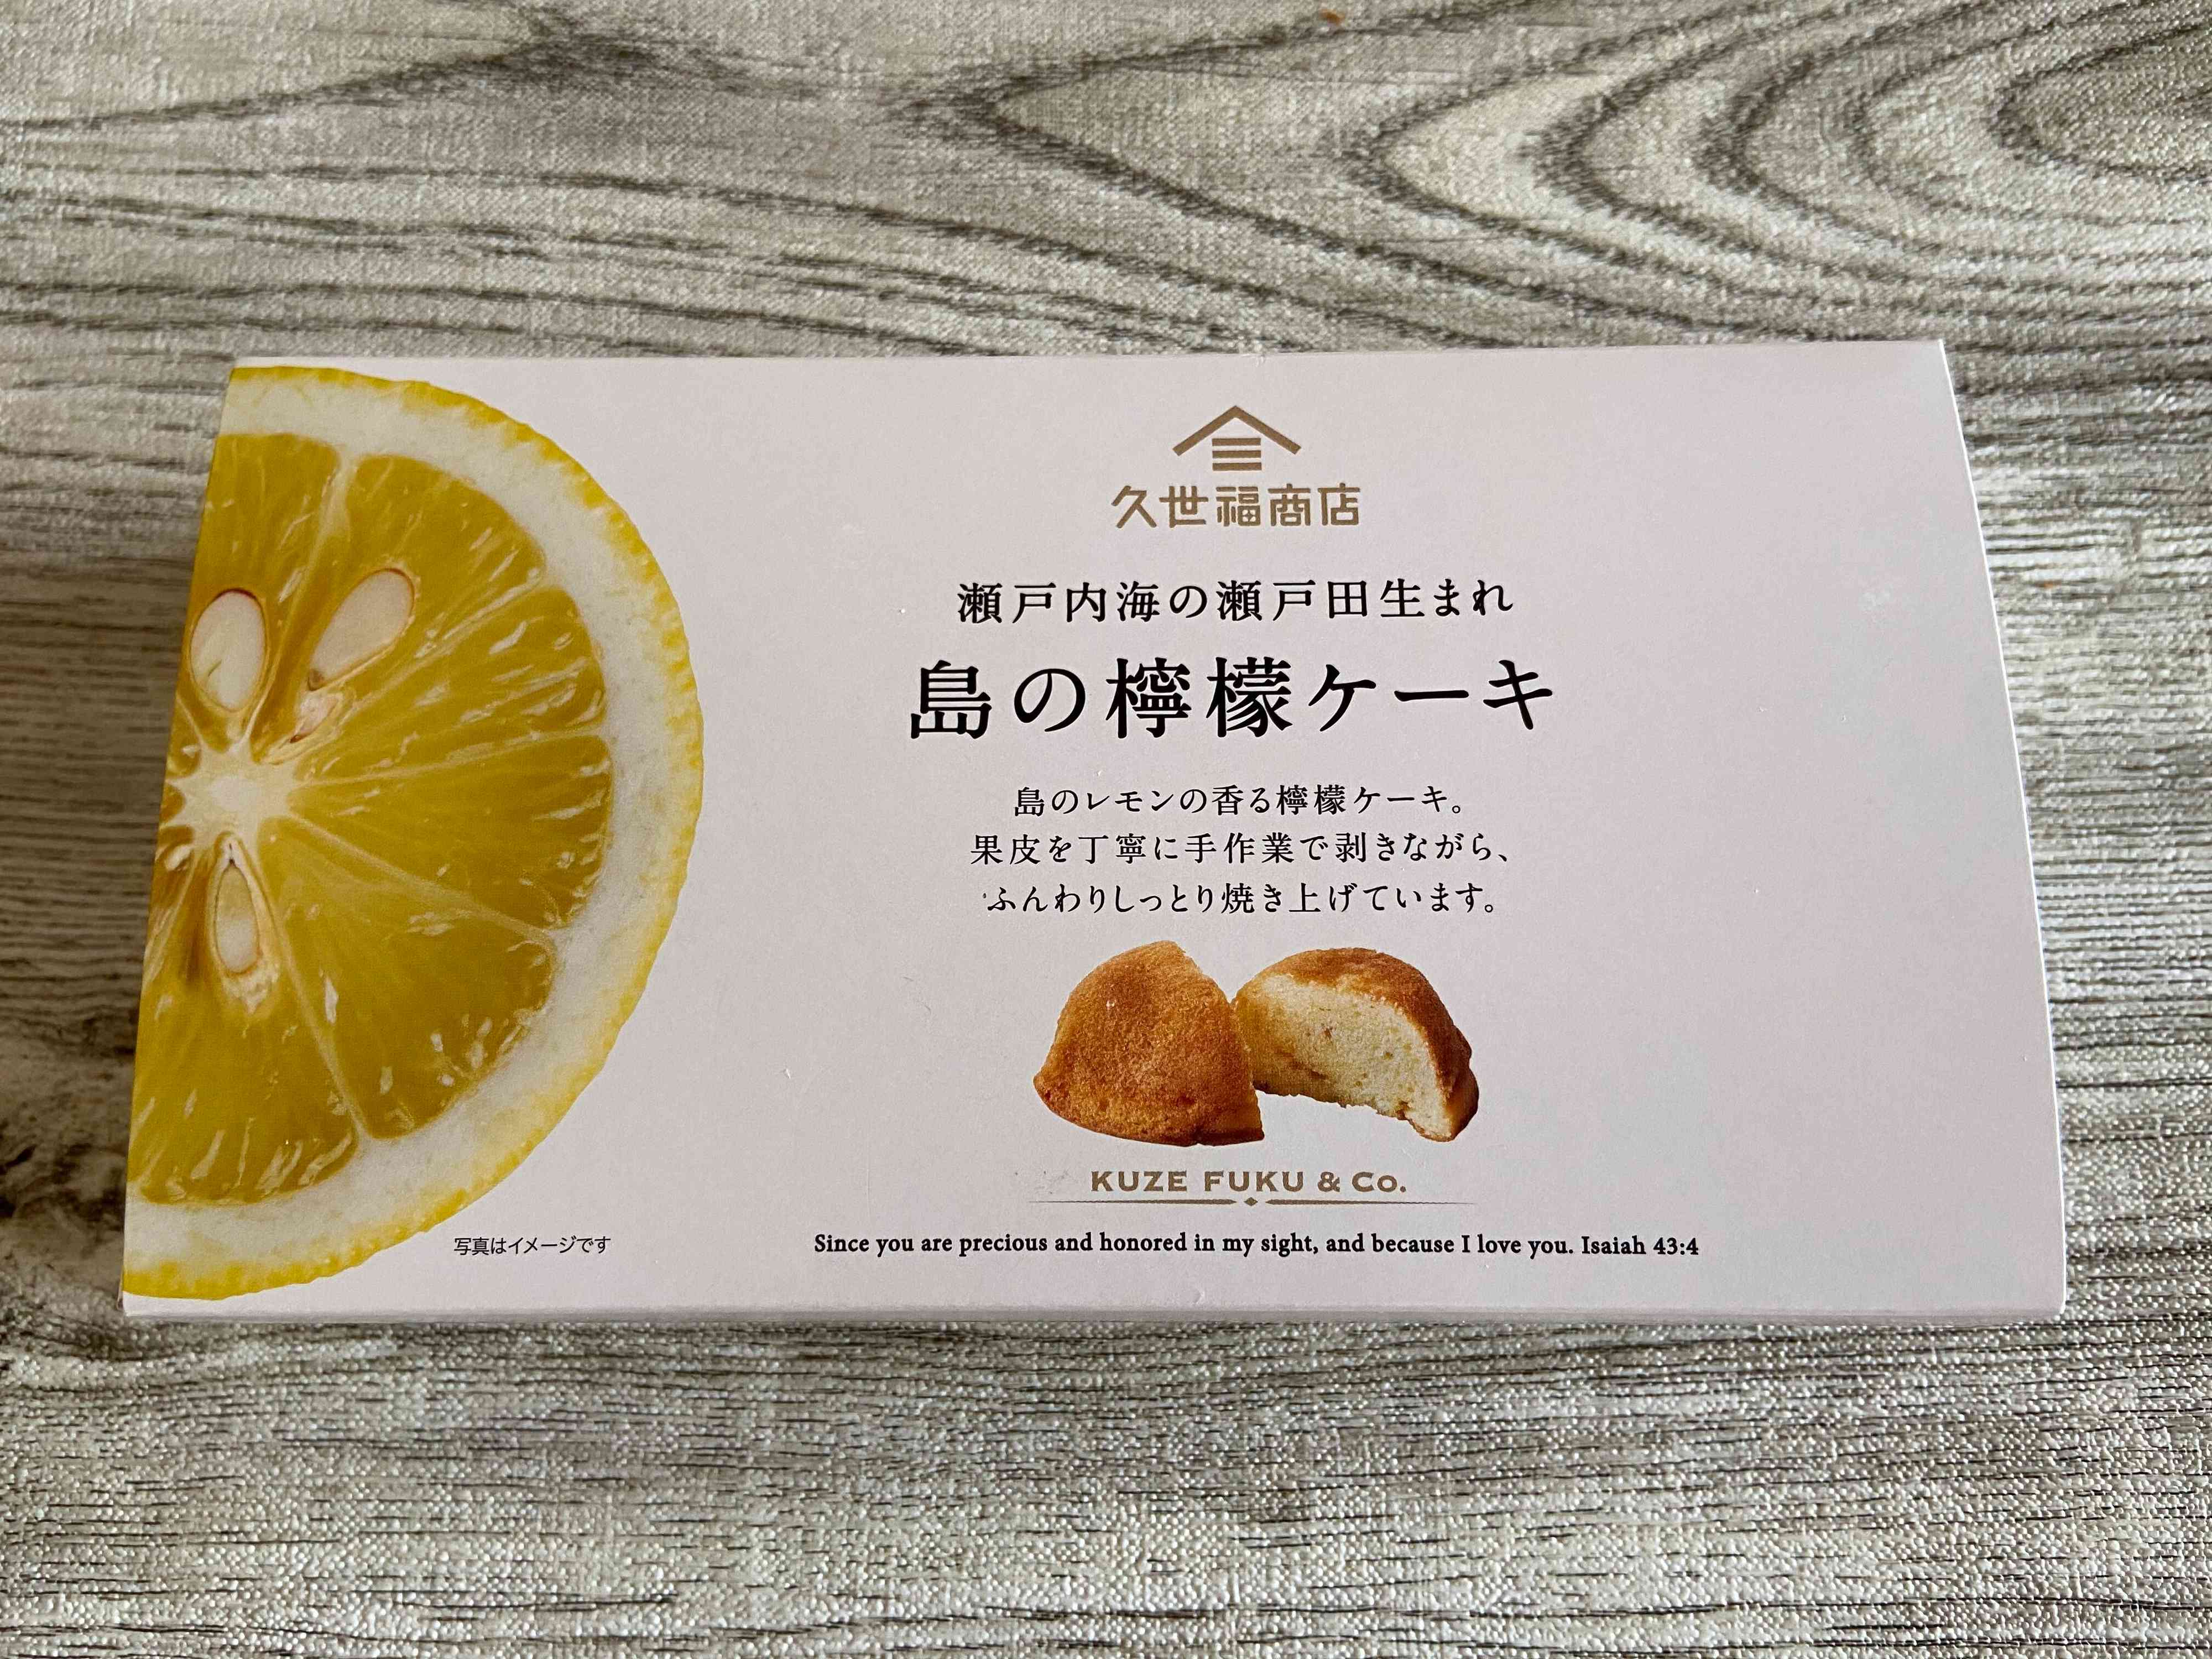 久世福商店
瀬戸内海の瀬戸田生まれ
島の檸檬ケーキ
島のレモンの香る檸檬ケーキ。
果皮を丁寧に手作業で剥きながら、
ふんわりしっとり焼き上げています。
KUZE FUKU & Co.
写真はイメージです
Since you are precious and honored in my sight, and because I love you. Isaiah 43:4